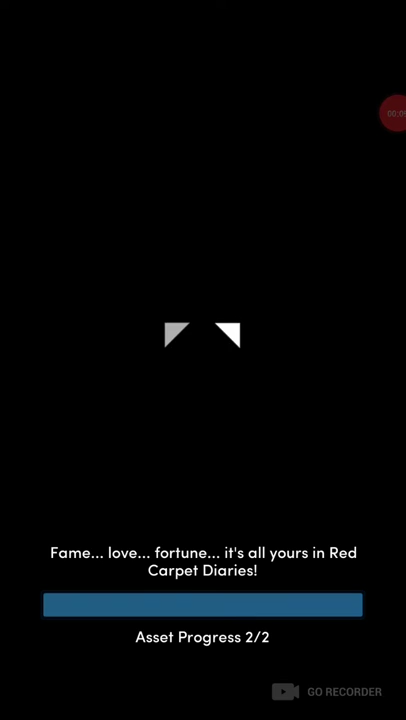 Fame... love... fortune... it's all yours in Red
Carpet Diaries!
Asset Progress 2/2
GO RECORDER